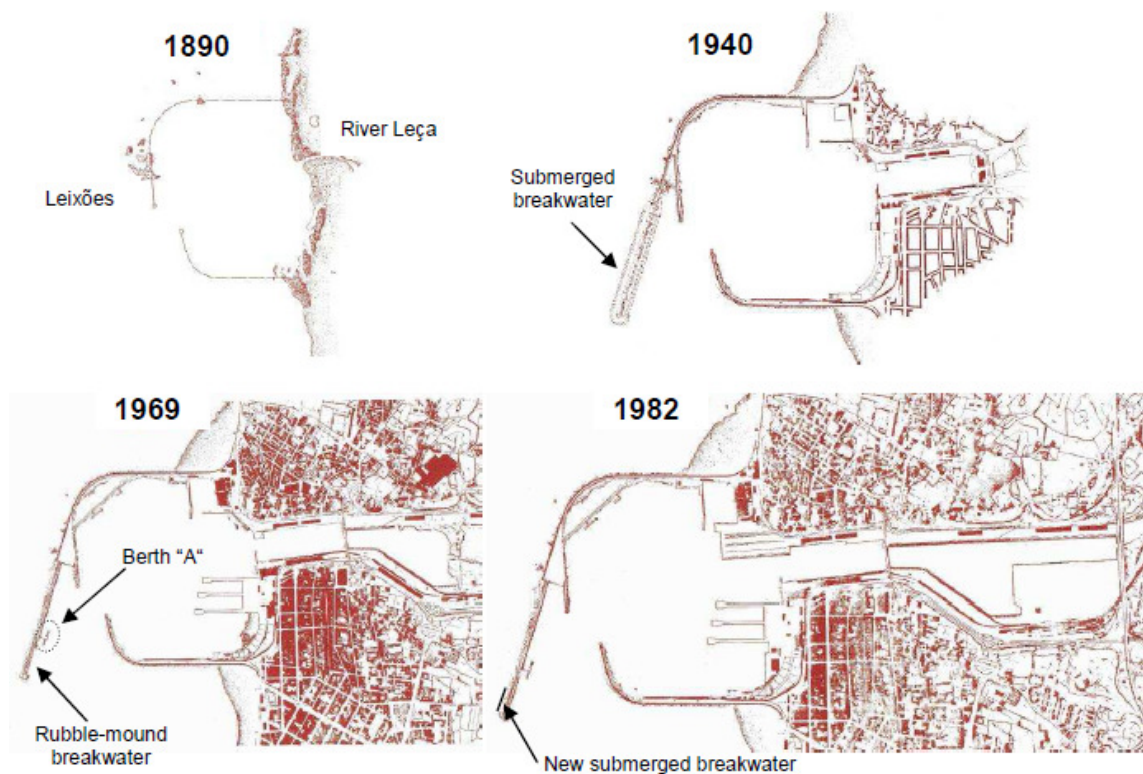 1890
River Leça
Leixões
1940
Submerged
breakwater
1969
Berth “A“
Rubble-mound
breakwater
1982
New submerged breakwater